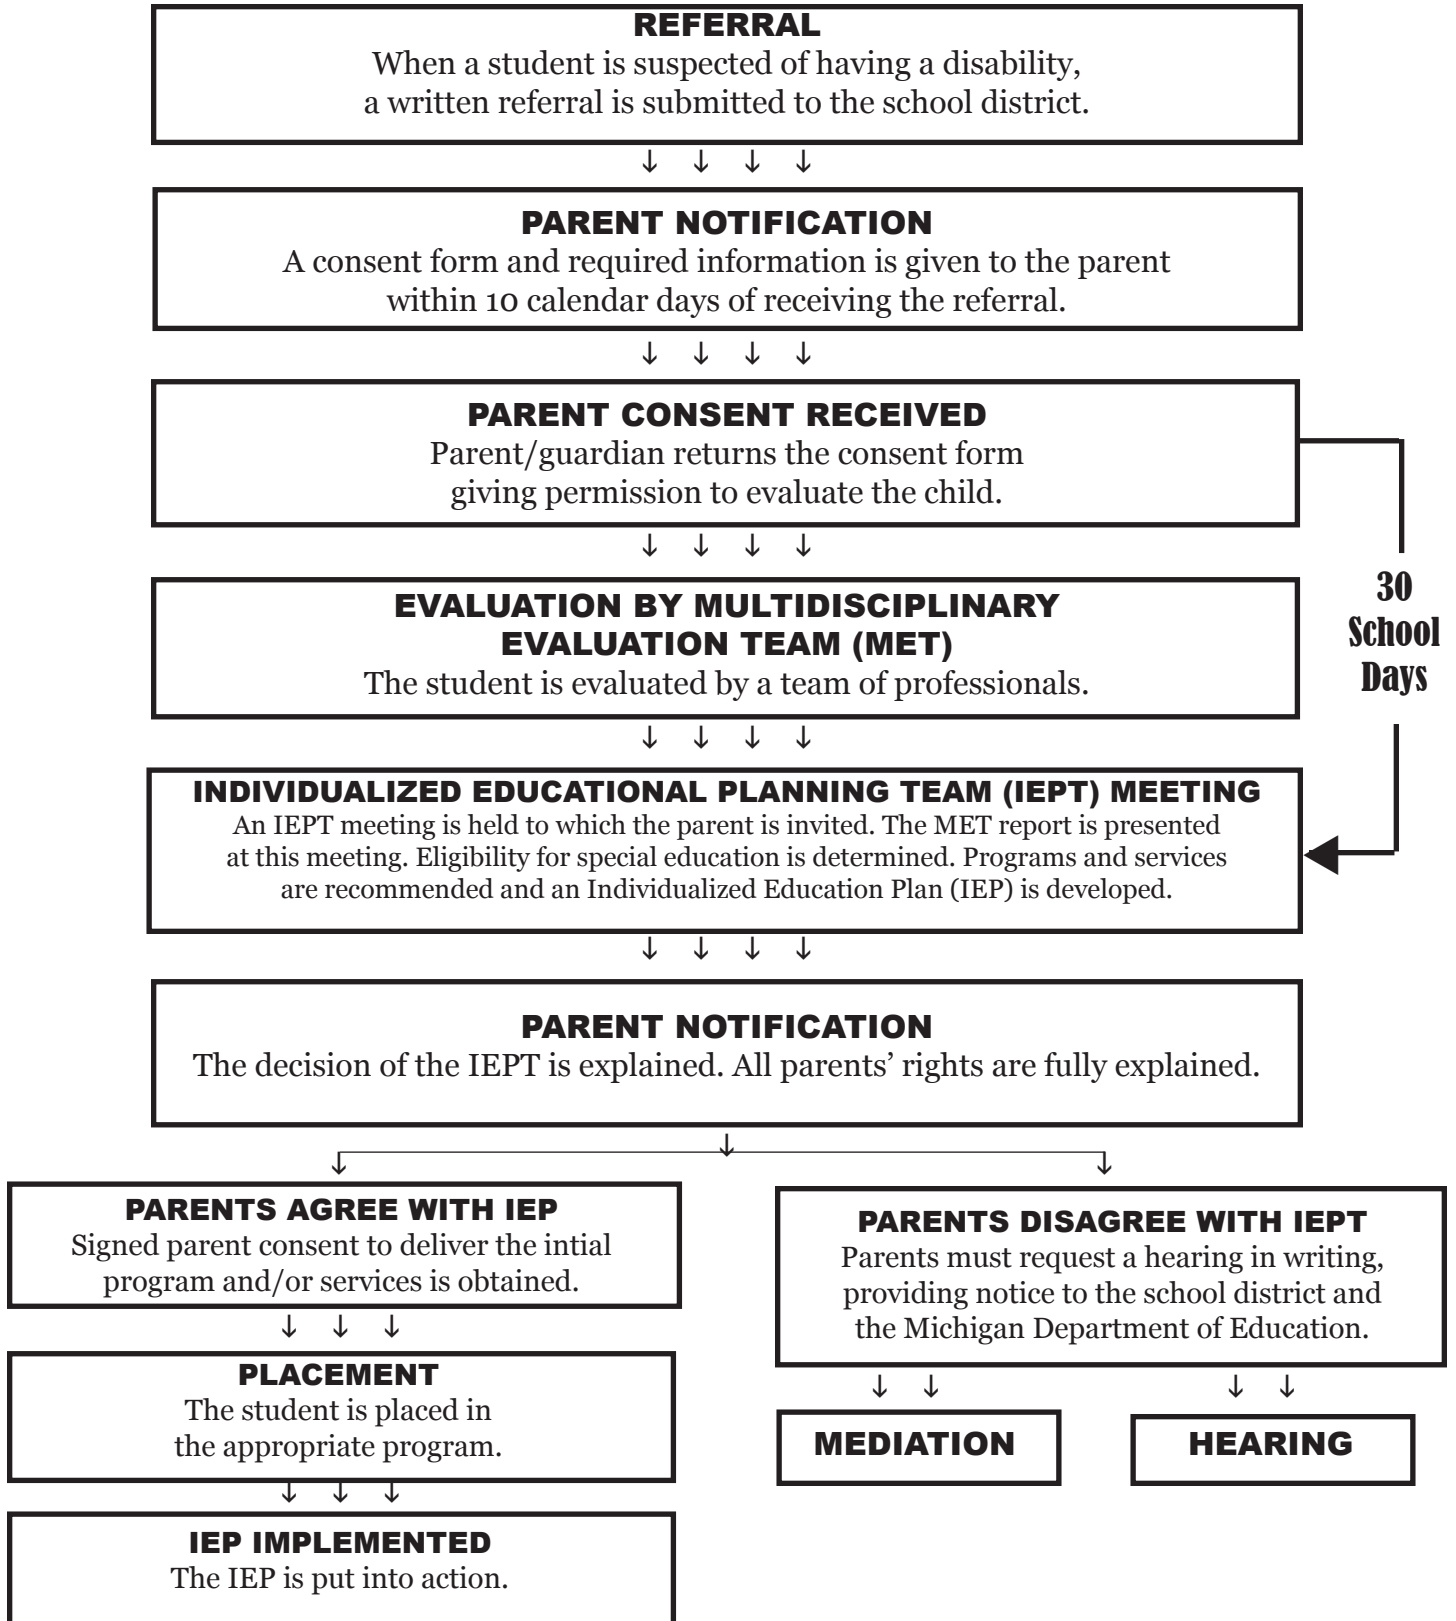 REFERRAL
When a student is suspected of having a disability,
a written referral is submitted to the school district.
↓ ↓ ↓ ↓
PARENT NOTIFICATION
A consent form and required information is given to the parent
within 10 calendar days of receiving the referral.
↓ ↓ ↓ ↓
PARENT CONSENT RECEIVED
Parent/guardian returns the consent form
giving permission to evaluate the child.
↓ ↓ ↓ ↓
30
School
Days
EVALUATION BY MULTIDISCIPLINARY
EVALUATION TEAM (MET)
The student is evaluated by a team of professionals.
↓ ↓ ↓ ↓
INDIVIDUALIZED EDUCATIONAL PLANNING TEAM (IEPT) MEETING
An IEPT meeting is held to which the parent is invited. The MET report is presented
at this meeting. Eligibility for special education is determined. Programs and services
are recommended and an Individualized Education Plan (IEP) is developed.
↓ ↓ ↓ ↓
PARENT NOTIFICATION
The decision of the IEPT is explained. All parents’ rights are fully explained.
↓
↓ ↓
PARENTS AGREE WITH IEP
Signed parent consent to deliver the intial
program and/or services is obtained.
↓ ↓ ↓
PLACEMENT
The student is placed in
the appropriate program.
↓ ↓ ↓
IEP IMPLEMENTED
The IEP is put into action.
PARENTS DISAGREE WITH IEPT
Parents must request a hearing in writing,
providing notice to the school district and
the Michigan Department of Education.
↓ ↓ ↓ ↓
MEDIATION
HEARING